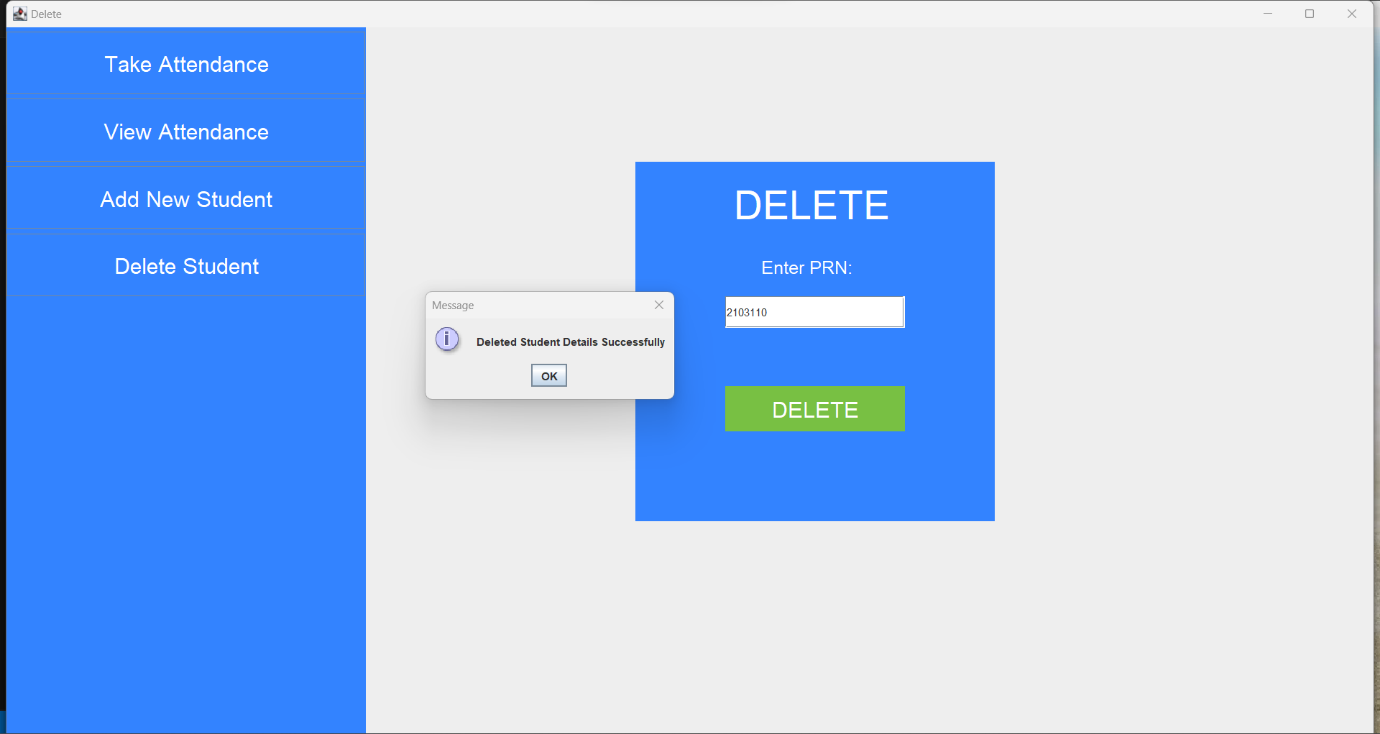 Delete
Take Attendance
View Attendance
Add New Student
Delete Student
DELETE
Enter PRN:
2103110
DELETE
Message
Deleted Student Details Successfully
OK